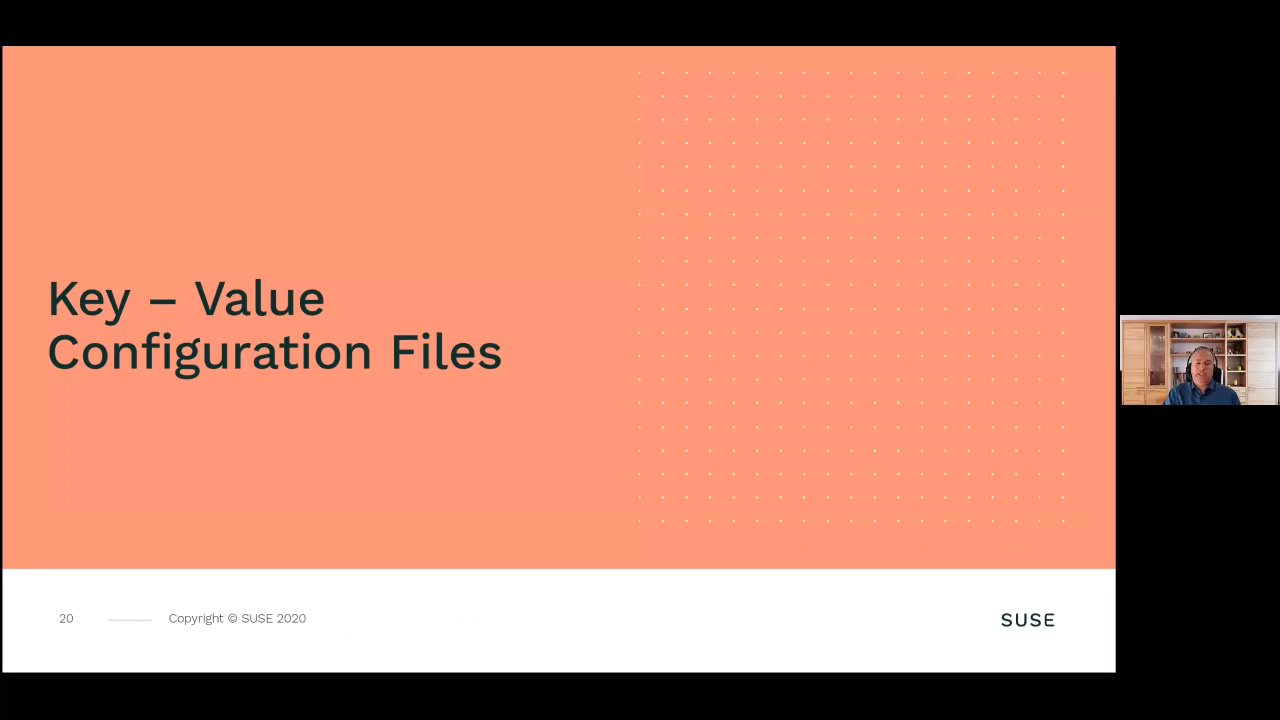 Key – Value
Configuration Files
20
Copyright © SUSE 2020
SUSE